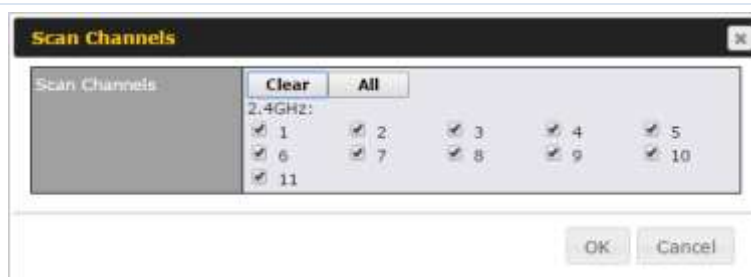 Scan Channels
Scan Channels
Clear All
2.4GHz:
1 2 3 4 5
6 7 8 9 10
11
OK Cancel